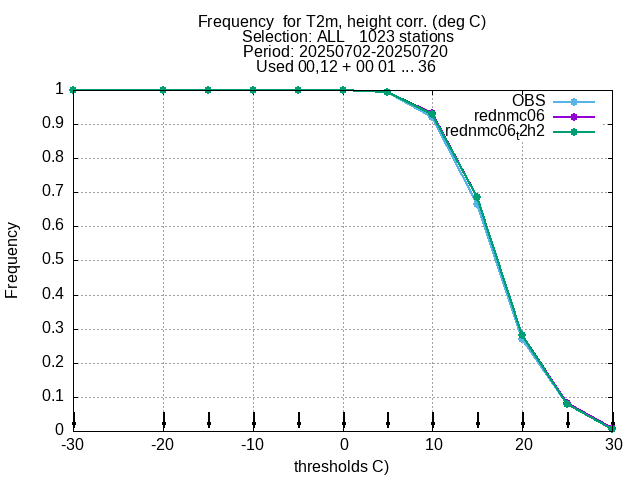 Frequency  for T2m, height corr. (deg C)
Selection: ALL   1023 stations
Period: 20250702-20250720
Used 00,12 + 00 01 ... 36
1
0.9
0.8
0.7
0.6
0.5
0.4
0.3
0.2
0.1
0
Frequency
OBS
rednmc06
rednmc06_t2h2
-30
-20
-10
0
10
20
30
thresholds C)